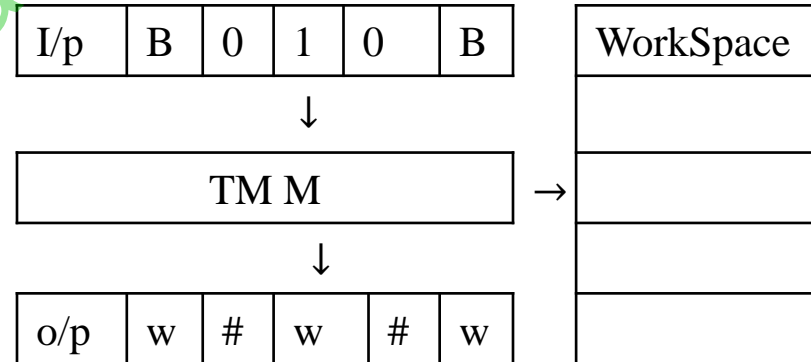 I/p B 0 1 0 B WorkSpace
↓
TM M →
↓
o/p w # w # w